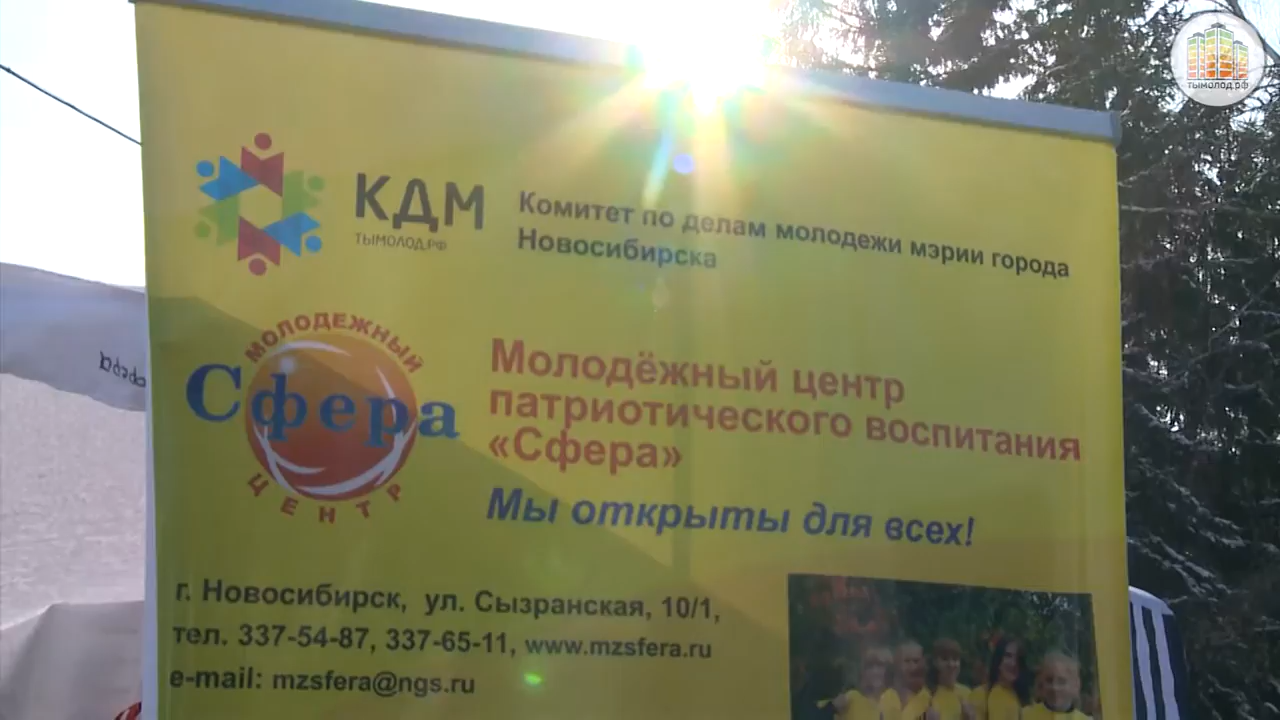 ТЫМОЛОД.РФ
КДМ
ТЫМОЛОД.РФ
Комитет по делам молодежи мэрии города
Новосибирска
МОЛОДЕЖНЫЙ
Сфера
ЦЕНТР
Молодёжный центр
патриотического воспитания
«Сфера»
Мы открыты для всех!
г. Новосибирск, ул. Сызранская, 10/1,
тел. 337-54-87, 337-65-11, www.mzsfera.ru
e-mail: mzsfera@ngs.ru